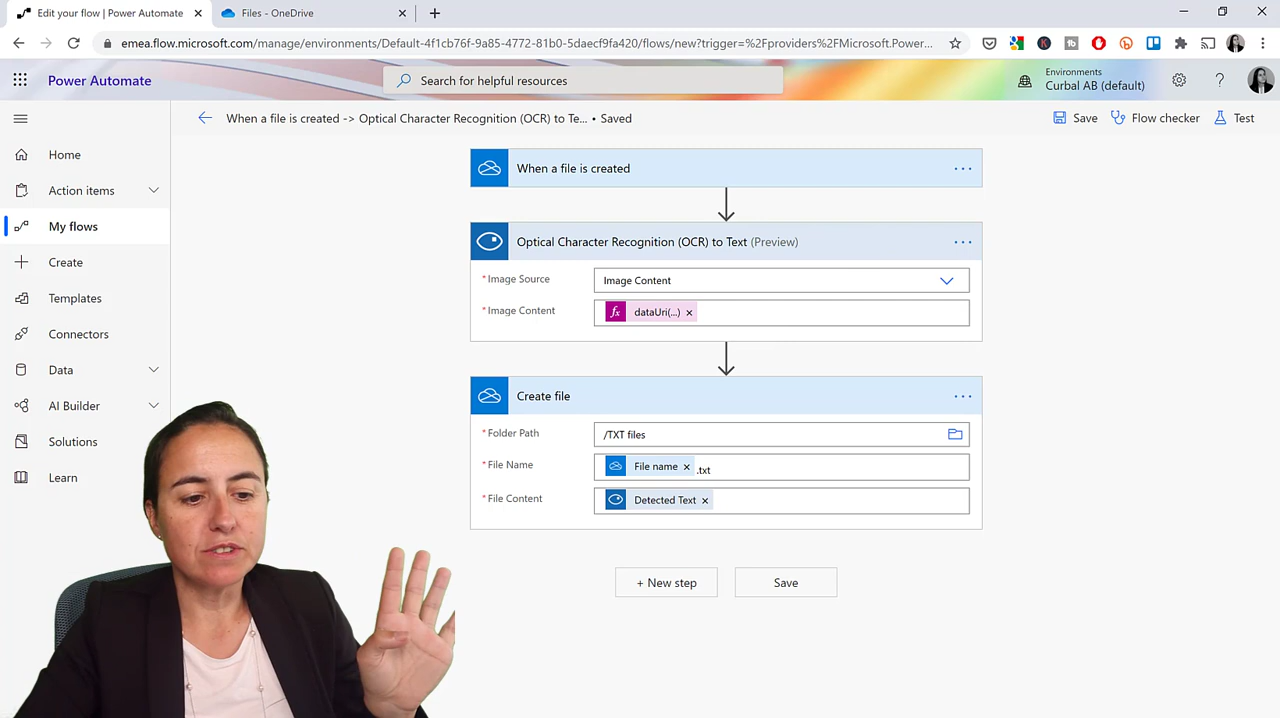 Edit your flow | Power Automate
Files - OneDrive
emea.flow.microsoft.com/manage/environments/Default-4f1cb76f-9a85-4772-81b0-5daecf9fa420/flows/new?trigger=%2Fproviders%2FMicrosoft.Power...
Power Automate
Search for helpful resources
Environments
Curbal AB (default)
When a file is created -> Optical Character Recognition (OCR) to Te... • Saved
Save
Flow checker
Test
Home
Action items
My flows
Create
Templates
Connectors
Data
AI Builder
Solutions
Learn
When a file is created
Optical Character Recognition (OCR) to Text (Preview)
* Image Source
Image Content
* Image Content
fx dataUri(...) ×
Create file
* Folder Path
/TXT files
* File Name
File name × .txt
* File Content
Detected Text ×
+ New step
Save